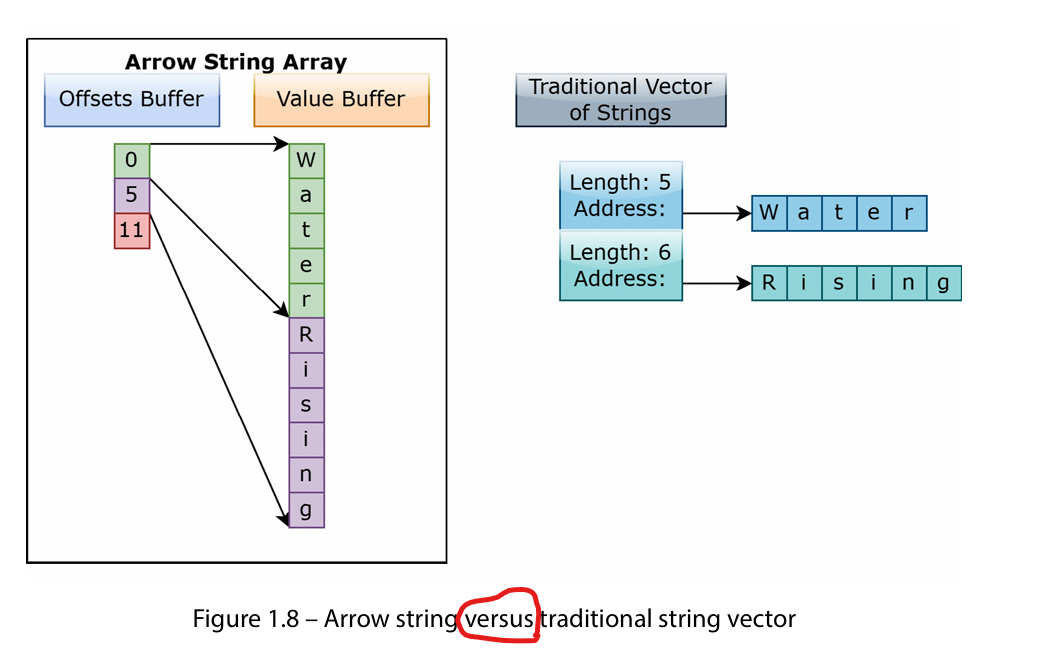 Arrow String Array
Offsets Buffer
Value Buffer
0
5
11
W
a
t
e
r
R
i
s
i
n
g
Traditional Vector
of Strings
Length: 5
Address:
W a t e r
Length: 6
Address:
R i s i n g
Figure 1.8 – Arrow string versus traditional string vector